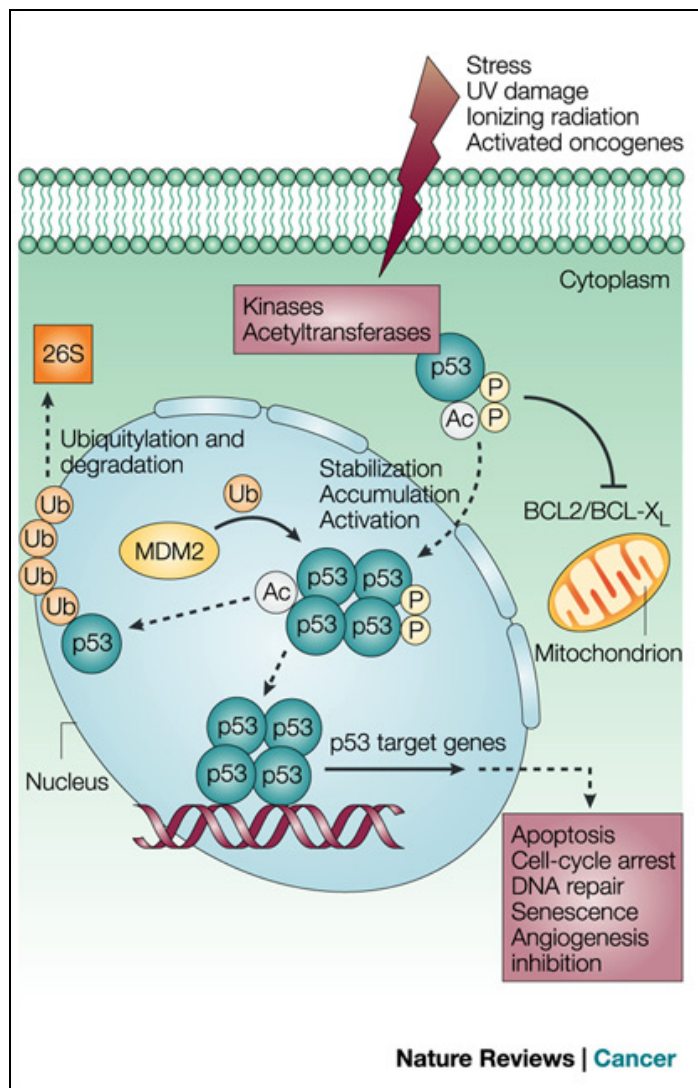 Stress
UV damage
Ionizing radiation
Activated oncogenes
Cytoplasm
Kinases
Acetyltransferases
26S
p53
P
Ac
P
Ubiquitylation and
degradation
Stabilization
Accumulation
Activation
Ub
Ub
Ub
Ub
Ub
MDM2
BCL2/BCL-XL
p53
p53
Ac
P
p53
p53
P
p53
Mitochondrion
p53
p53
p53
p53
p53 target genes
Nucleus
Apoptosis
Cell-cycle arrest
DNA repair
Senescence
Angiogenesis
inhibition
Nature Reviews | Cancer